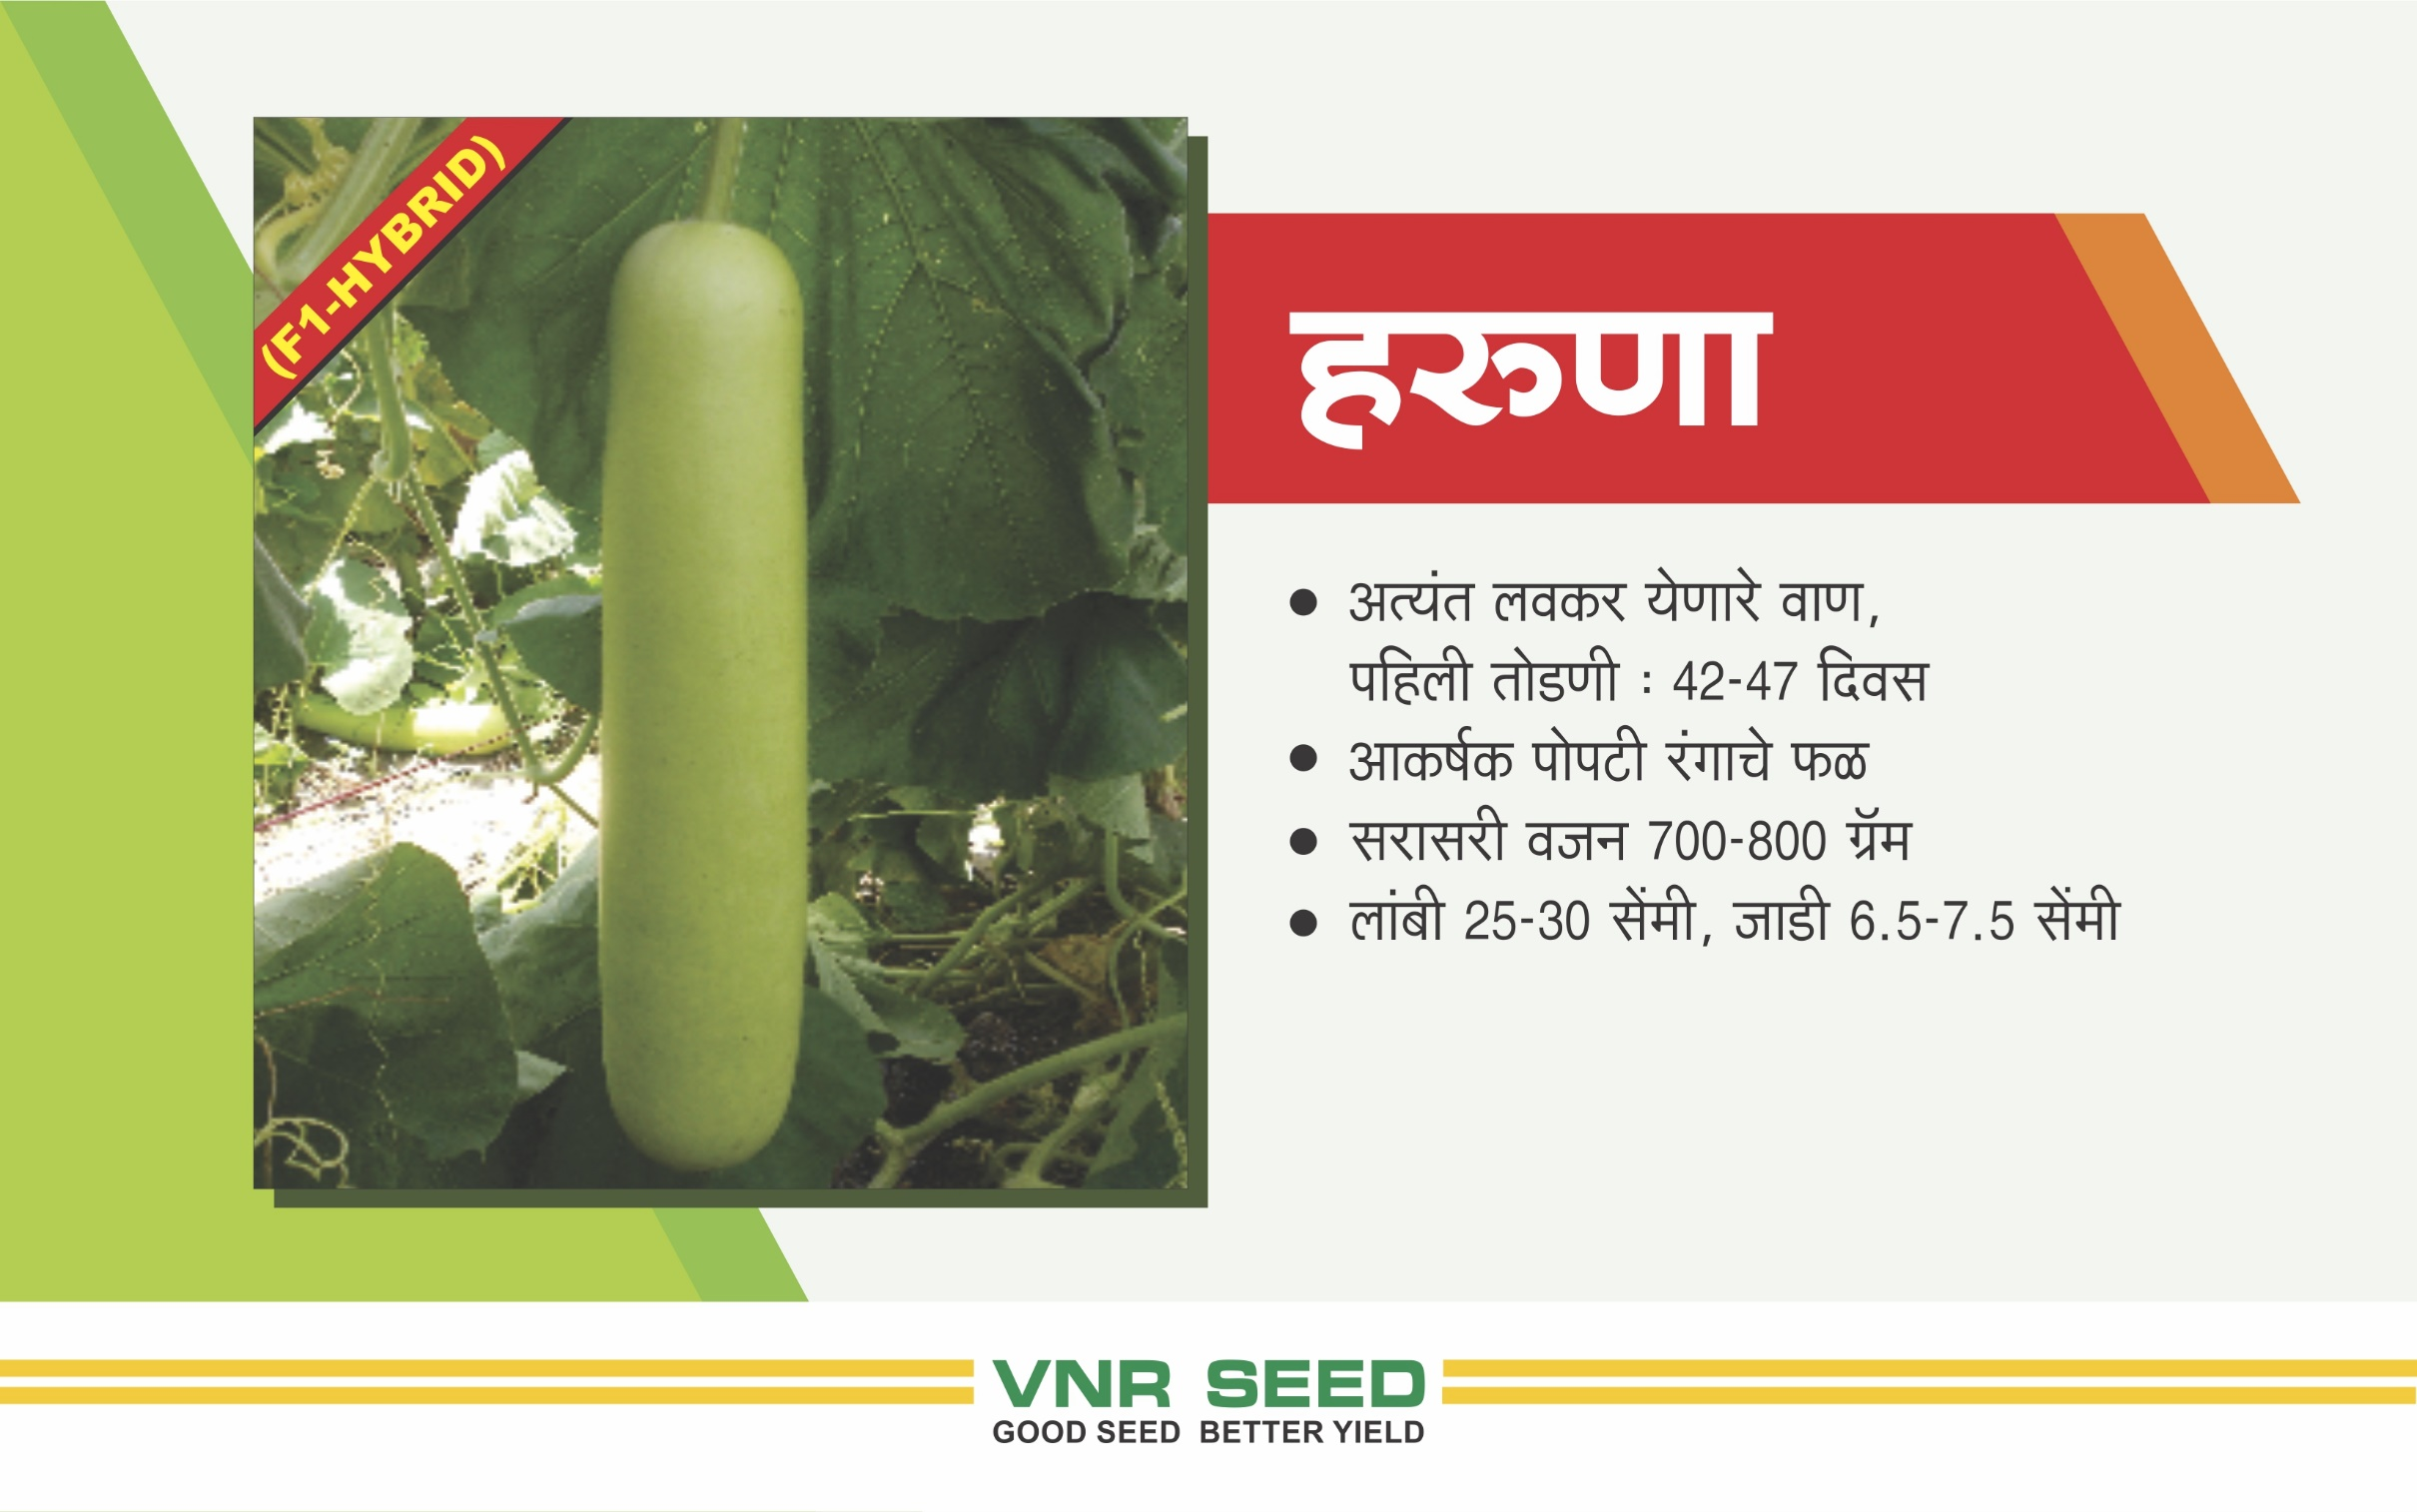 (F1-HYBRID))
हरुणा
• अत्यंत लवकर येणारे वाण,
पहिली तोडणी : 42-47 दिवस
• आकर्षक पोपटी रंगाचे फळ
• सरासरी वजन 700-800 ग्रॅम
• लांबी 25-30 सेंमी, जाडी 6.5-7.5 सेंमी
VNR SEED
GOOD SEED BETTER YIELD